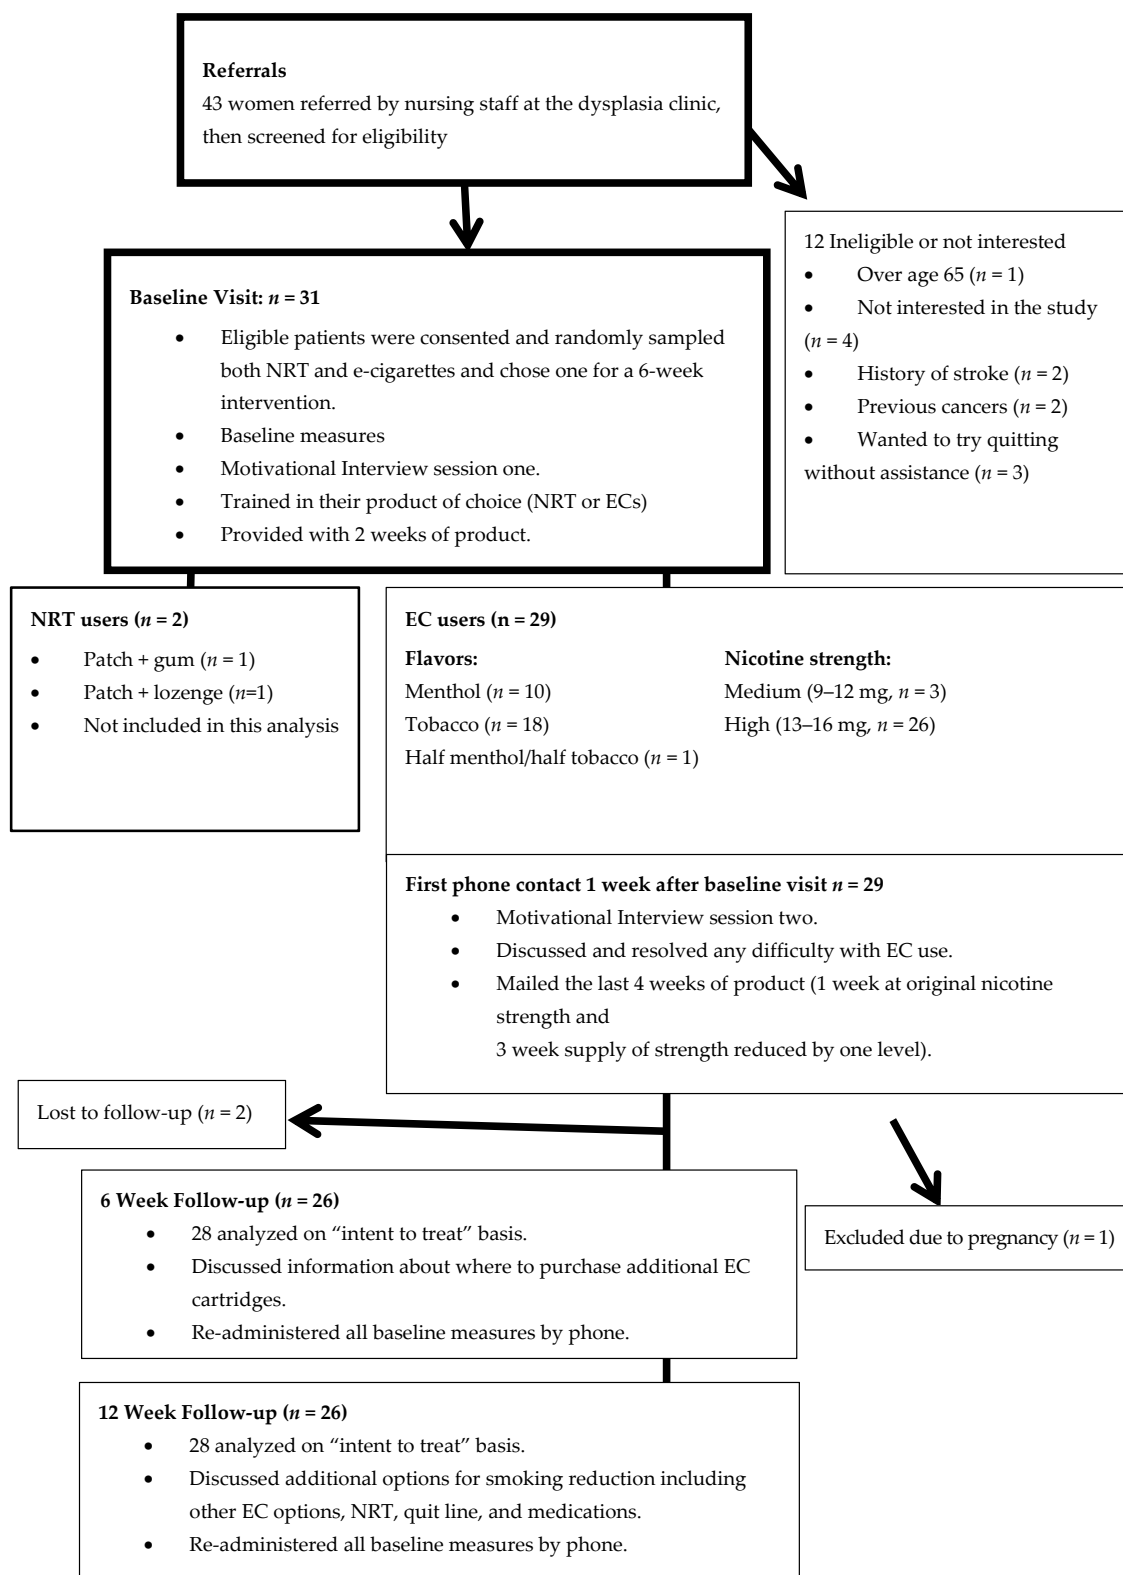 Referrals
43 women referred by nursing staff at the dysplasia clinic,
then screened for eligibility
12 Ineligible or not interested
• Over age 65 (n = 1)
• Not interested in the study
(n = 4)
• History of stroke (n = 2)
• Previous cancers (n = 2)
• Wanted to try quitting
without assistance (n = 3)
Baseline Visit: n = 31
• Eligible patients were consented and randomly sampled
both NRT and e-cigarettes and chose one for a 6-week
intervention.
• Baseline measures
• Motivational Interview session one.
• Trained in their product of choice (NRT or ECs)
• Provided with 2 weeks of product.
NRT users (n = 2)
• Patch + gum (n = 1)
• Patch + lozenge (n=1)
• Not included in this analysis
EC users (n = 29)
Flavors:
Menthol (n = 10)
Tobacco (n = 18)
Half menthol/half tobacco (n = 1)
Nicotine strength:
Medium (9–12 mg, n = 3)
High (13–16 mg, n = 26)
First phone contact 1 week after baseline visit n = 29
• Motivational Interview session two.
• Discussed and resolved any difficulty with EC use.
• Mailed the last 4 weeks of product (1 week at original nicotine
strength and
3 week supply of strength reduced by one level).
Lost to follow-up (n = 2)
Excluded due to pregnancy (n = 1)
6 Week Follow-up (n = 26)
• 28 analyzed on “intent to treat” basis.
• Discussed information about where to purchase additional EC
cartridges.
• Re-administered all baseline measures by phone.
12 Week Follow-up (n = 26)
• 28 analyzed on “intent to treat” basis.
• Discussed additional options for smoking reduction including
other EC options, NRT, quit line, and medications.
• Re-administered all baseline measures by phone.